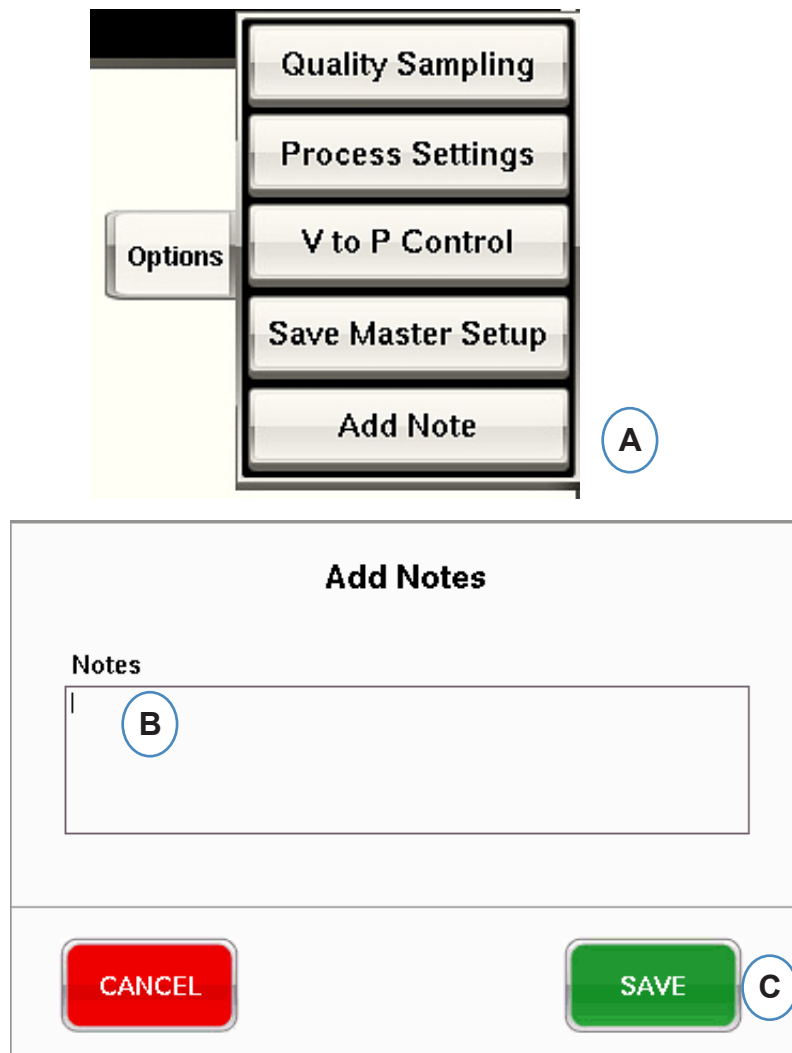 Quality Sampling
Process Settings
Options
V to P Control
Save Master Setup
Add Note
A
Add Notes
Notes
B
CANCEL
SAVE
C